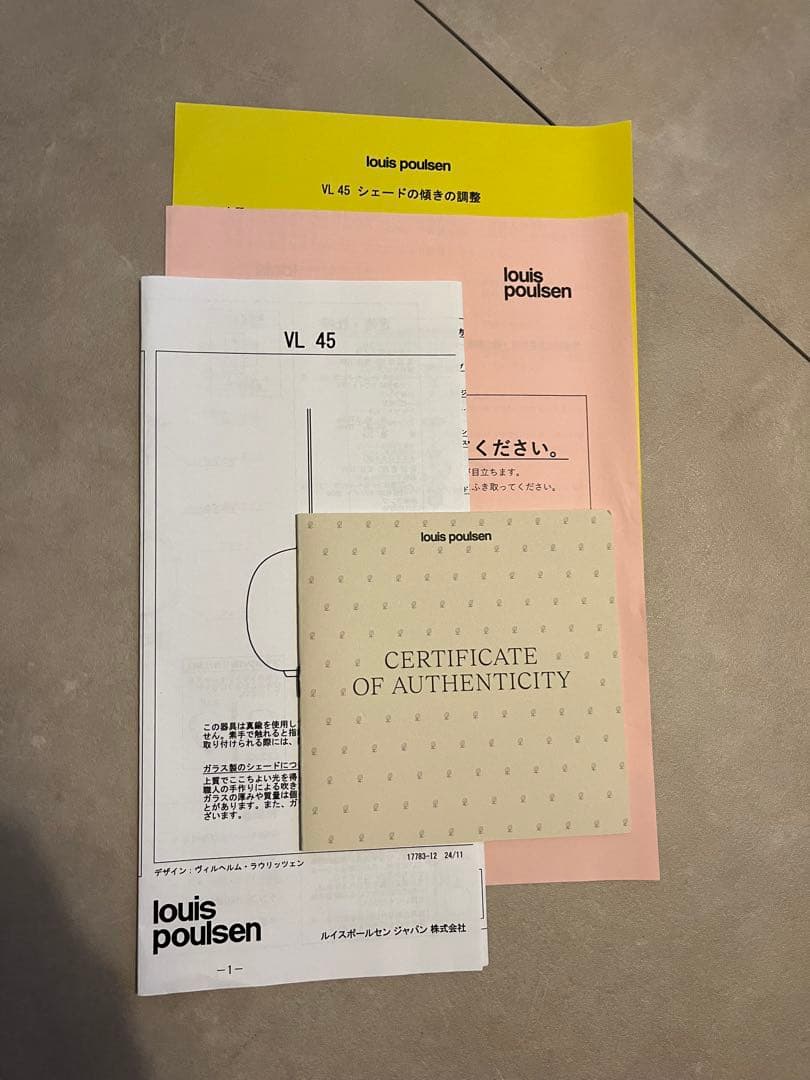 louis poulsen
VL 45 シェードの傾きの調整
louis
poulsen
ください。
目立ちます。
ふき取ってください。
VL 45
この器具は真鍮を使用し
せん。素手で触れると指
取り付けられる際には、
ガラス製のシェードにつ
上質でここちよい光を得
職人の手作りによる吹き
ガラスの厚みや質量は個
とがあります。また、ガ
ざいます。
17783-12 24/11
デザイン：ヴィルヘルム・ラウリッツェン
louis
poulsen
ルイスポールセン ジャパン 株式会社
－1－
louis poulsen
CERTIFICATE
OF AUTHENTICITY